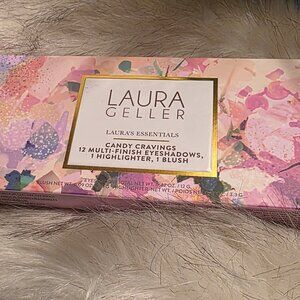 LAURA
GELLER
LAURA'S ESSENTIALS
CANDY CRAVINGS
12 MULTI-FINISH EYESHADOWS,
1 HIGHLIGHTER, 1 BLUSH